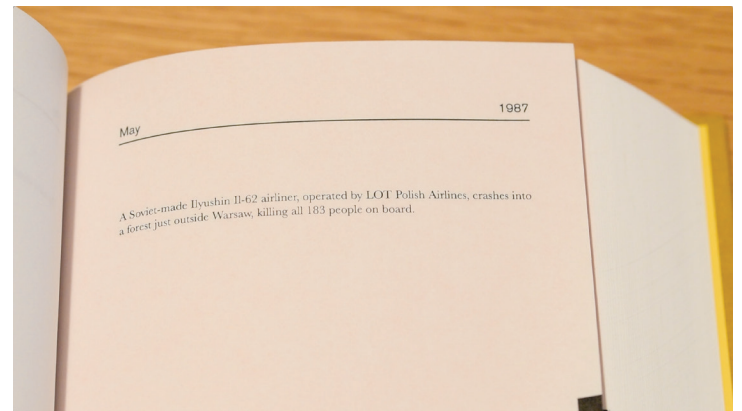 May 1987
A Soviet-made Ilyushin Il-62 airliner, operated by LOT Polish Airlines, crashes into
a forest just outside Warsaw, killing all 183 people on board.